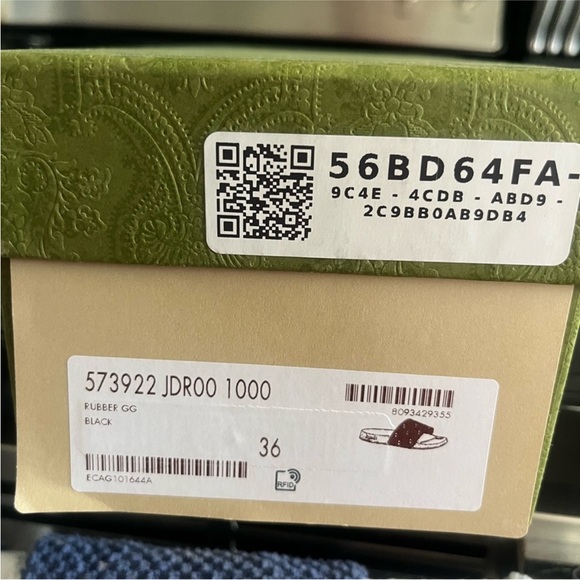 56BD64FA-
9C4E - 4CDB - ABD9 -
2C9BB0AB9DB4
573922 JDR00 1000
RUBBER GG
BLACK
8093429355
36
ECAG101644A
RFID